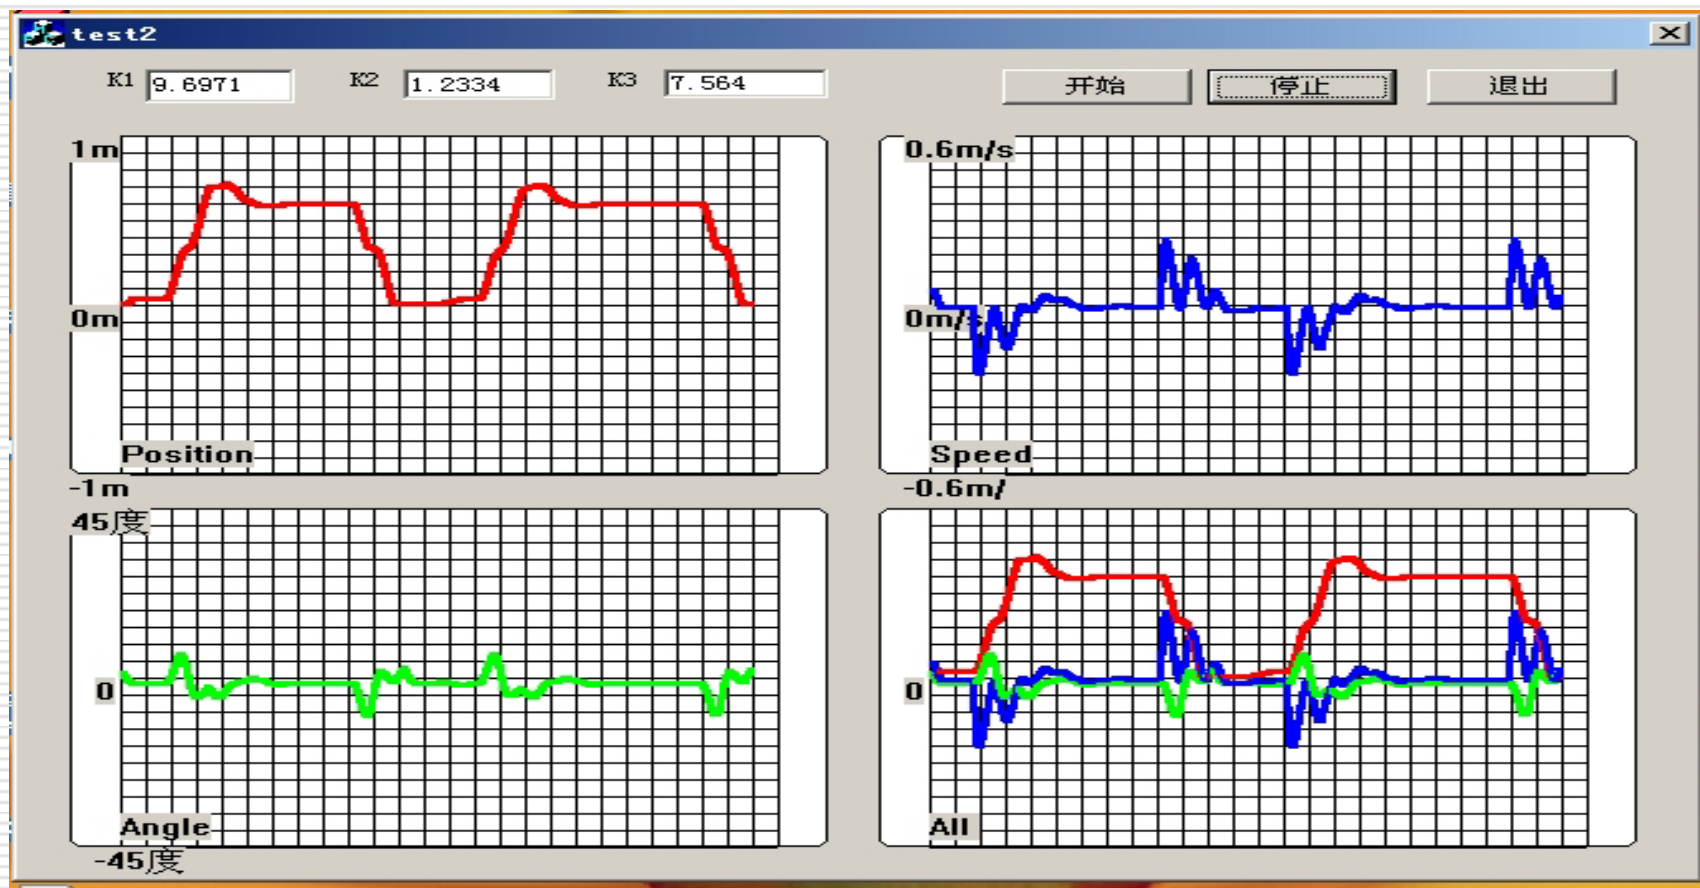 test2
K1 9.6971 K2 1.2334 K3 7.564 开始 停止 退出
1m
0m
Position
-1m
0.6m/s
0m/s
Speed
-0.6m/
45度
0
Angle
-45度
0
All